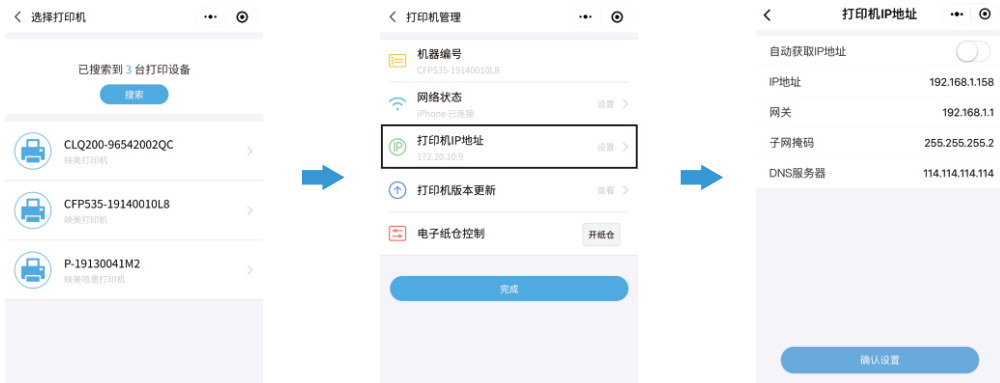 选择打印机
已搜索到 3 台打印设备
搜索
CLQ200-96542002QC
映美打印机
CFP535-19140010L8
映美打印机
P-19130041M2
映美喷墨打印机
打印机管理
机器编号
CFP535-19140010L8
网络状态
设置
iPhone 已连接
打印机IP地址
设置
172.20.10.9
打印机版本更新
查看
电子纸仓控制
开纸仓
完成
打印机IP地址
自动获取IP地址
IP地址
192.168.1.158
网关
192.168.1.1
子网掩码
255.255.255.2
DNS服务器
114.114.114.114
确认设置